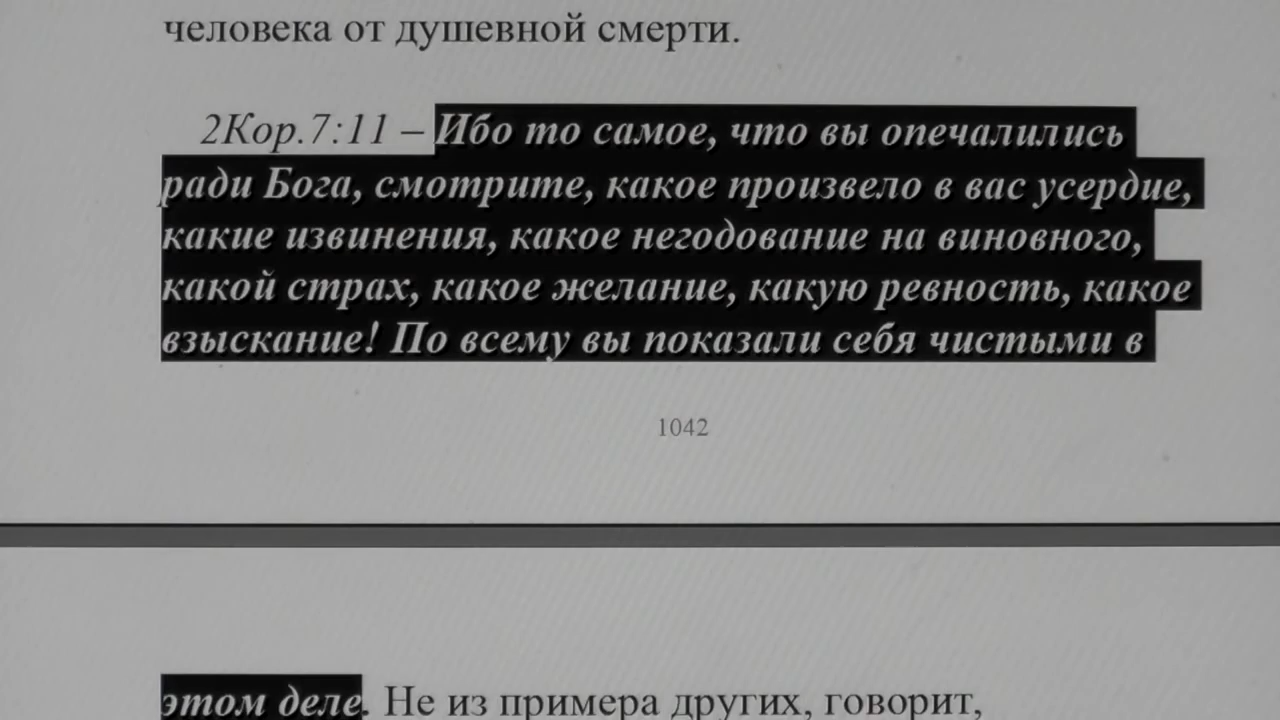 человека от душевной смерти.
2Кор.7:11 – Ибо то самое, что вы опечалились
ради Бога, смотрите, какое произвело в вас усердие,
какие извинения, какое негодование на виновного,
какой страх, какое желание, какую ревность, какое
взыскание! По всему вы показали себя чистыми в
1042
этом деле. Не из примера других, говорит,